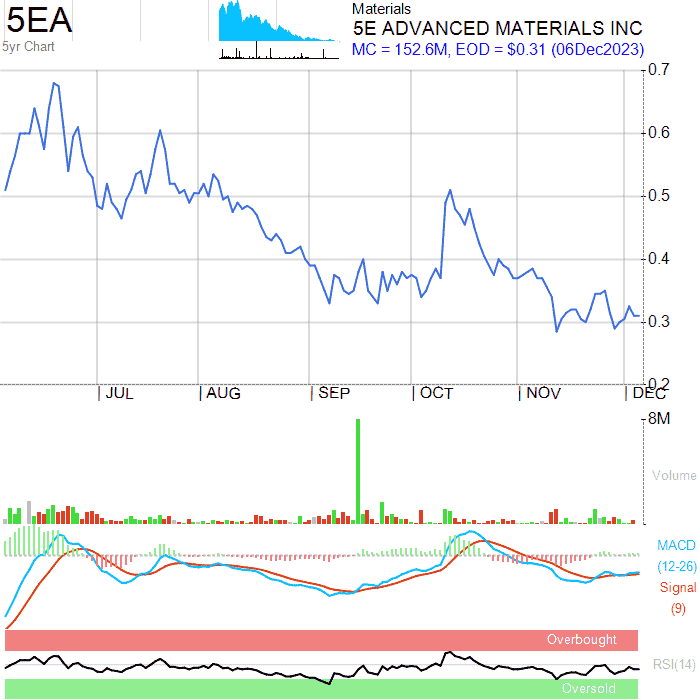 5EA
5yr Chart
Materials
5E ADVANCED MATERIALS INC
MC = 152.6M, EOD = $0.31 (06Dec2023)
0.7
0.6
0.5
0.4
0.3
0.2
| JUL | AUG | SEP | OCT | NOV | DEC
8M
Volume
MACD
(12-26)
Signal
(9)
Overbought
RSI(14)
Oversold